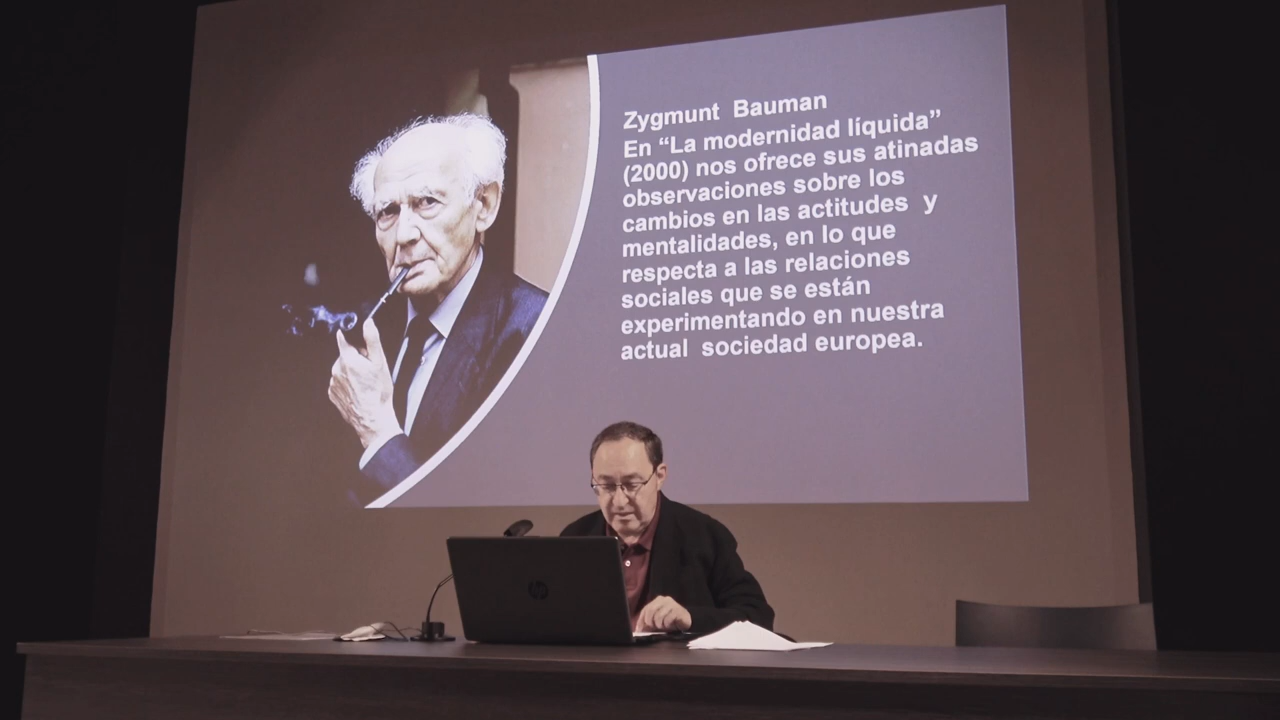 Zygmunt Bauman
En “La modernidad líquida”
(2000) nos ofrece sus atinadas
observaciones sobre los
cambios en las actitudes y
mentalidades, en lo que
respecta a las relaciones
sociales que se están
experimentando en nuestra
actual sociedad europea.
hp